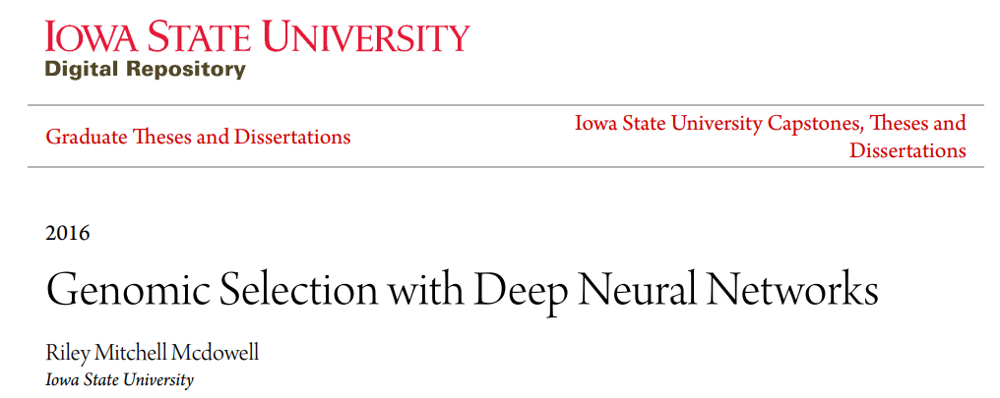 IOWA STATE UNIVERSITY
Digital Repository
Graduate Theses and Dissertations
Iowa State University Capstones, Theses and
Dissertations
2016
Genomic Selection with Deep Neural Networks
Riley Mitchell Mcdowell
Iowa State University